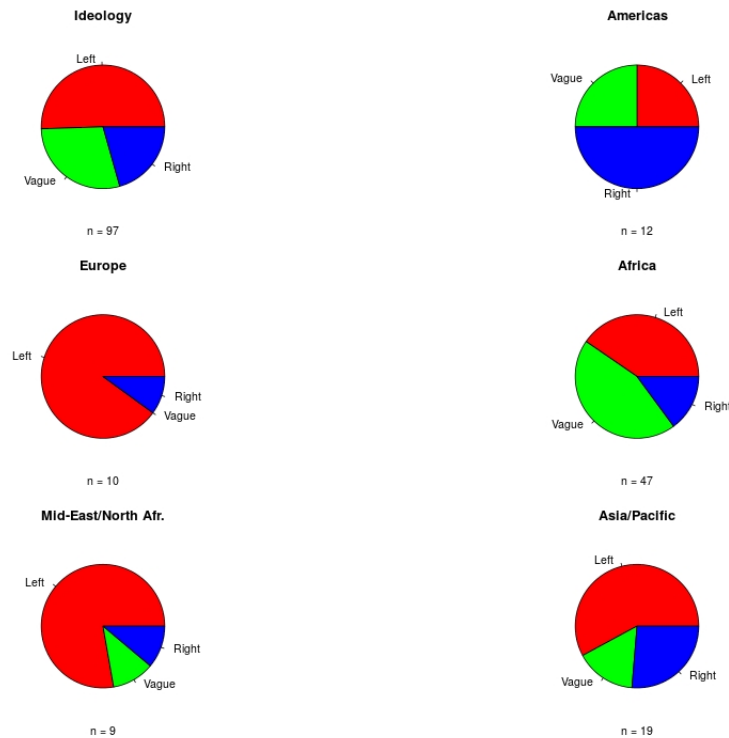 Ideology
Left
Vague
Right
n = 97
Americas
Vague
Left
Right
n = 12
Europe
Left
Right
Vague
n = 10
Africa
Left
Vague
Right
n = 47
Mid-East/North Afr.
Left
Right
Vague
n = 9
Asia/Pacific
Left
Vague
Right
n = 19